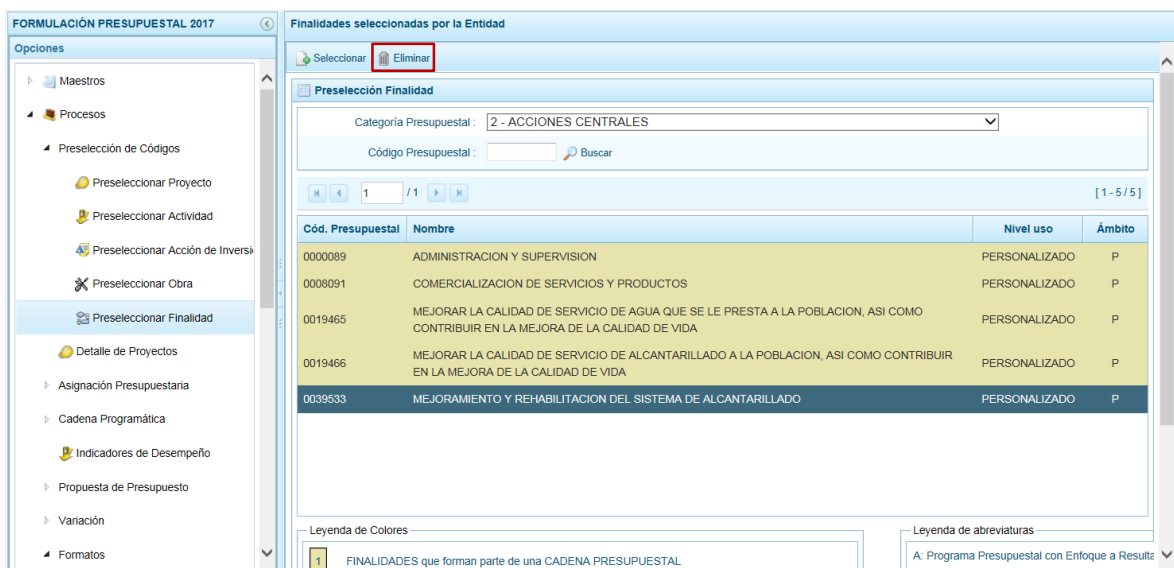 FORMULACIÓN PRESUPUESTAL 2017
Opciones
Maestros
Procesos
Preselección de Códigos
Preseleccionar Proyecto
Preseleccionar Actividad
Preseleccionar Acción de Inversi
Preseleccionar Obra
Preseleccionar Finalidad
Detalle de Proyectos
Asignación Presupuestaria
Cadena Programática
Indicadores de Desempeño
Propuesta de Presupuesto
Variación
Formatos
Finalidades seleccionadas por la Entidad
Seleccionar Eliminar
Preselección Finalidad
Categoría Presupuestal : 2 - ACCIONES CENTRALES
Código Presupuestal : Buscar
1 / 1 [ 1 - 5 / 5 ]
Cód. Presupuestal Nombre Nivel uso Ámbito
0000089 ADMINISTRACION Y SUPERVISION PERSONALIZADO P
0008091 COMERCIALIZACION DE SERVICIOS Y PRODUCTOS PERSONALIZADO P
0019465 MEJORAR LA CALIDAD DE SERVICIO DE AGUA QUE SE LE PRESTA A LA POBLACION, ASI COMO PERSONALIZADO P
CONTRIBUIR EN LA MEJORA DE LA CALIDAD DE VIDA
0019466 MEJORAR LA CALIDAD DE SERVICIO DE ALCANTARILLADO A LA POBLACION, ASI COMO CONTRIBUIR PERSONALIZADO P
EN LA MEJORA DE LA CALIDAD DE VIDA
0039533 MEJORAMIENTO Y REHABILITACION DEL SISTEMA DE ALCANTARILLADO PERSONALIZADO P
Leyenda de Colores
1 FINALIDADES que forman parte de una CADENA PRESUPUESTAL
Leyenda de abreviaturas
A: Programa Presupuestal con Enfoque a Resulta